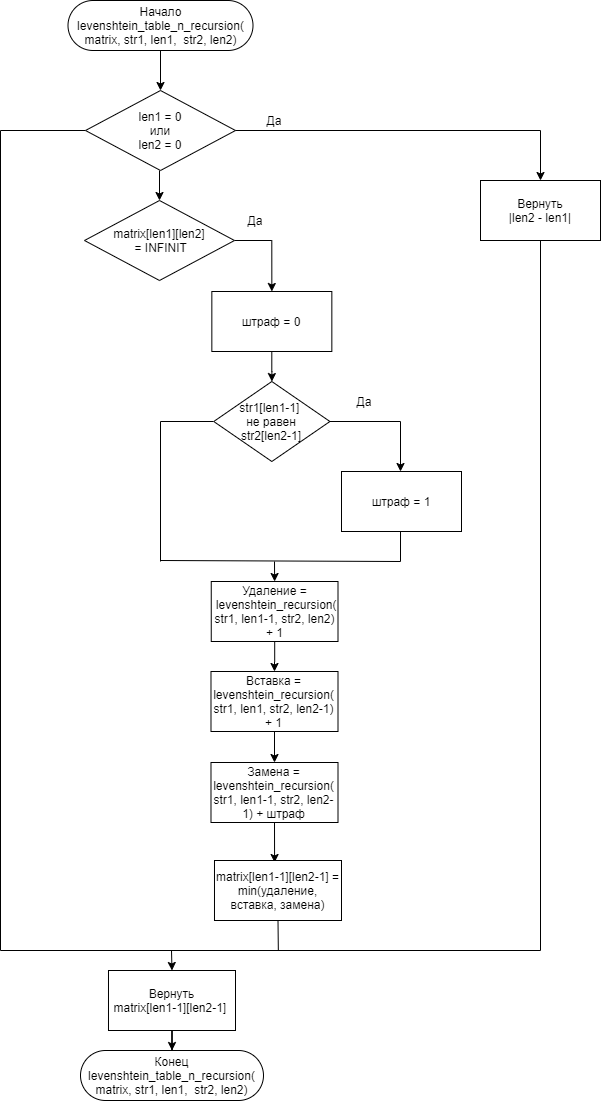 Начало
levenshtein_table_n_recursion(
matrix, str1, len1,  str2, len2)
len1 = 0
или
len2 = 0
Да
Вернуть
|len2 - len1|
matrix[len1][len2]
= INFINIT
Да
штраф = 0
str1[len1-1]
не равен
str2[len2-1]
Да
штраф = 1
Удаление =
levenshtein_recursion(
str1, len1-1, str2, len2)
+ 1
Вставка =
levenshtein_recursion(
str1, len1, str2, len2-1)
+ 1
Замена =
levenshtein_recursion(
str1, len1-1, str2, len2-
1) + штраф
matrix[len1-1][len2-1] =
min(удаление,
вставка, замена)
Вернуть
matrix[len1-1][len2-1]
Конец
levenshtein_table_n_recursion(
matrix, str1, len1,  str2, len2)